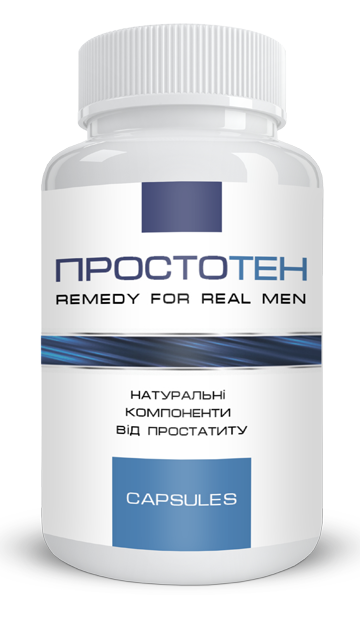 ПРОСТОТЕН
REMEDY FOR REAL MEN
НАТУРАЛЬНІ
КОМПОНЕНТИ
ВІД ПРОСТАТИТУ
CAPSULES